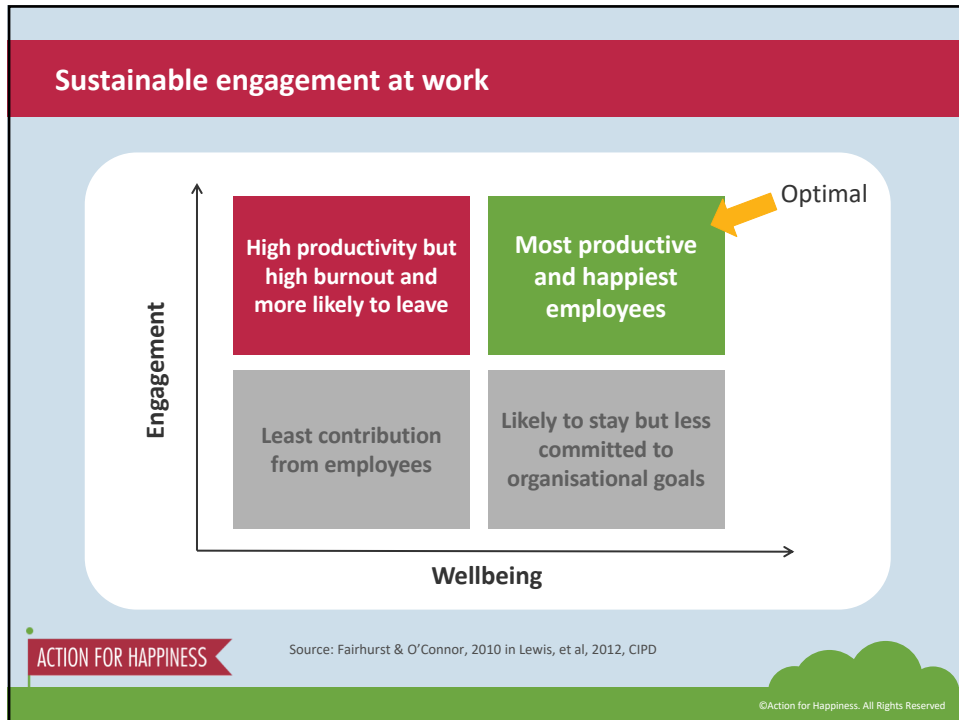 Sustainable engagement at work
Optimal
High productivity but
high burnout and
more likely to leave
Most productive
and happiest
employees
Engagement
Least contribution
from employees
Likely to stay but less
committed to
organisational goals
Wellbeing
ACTION FOR HAPPINESS
Source: Fairhurst & O’Connor, 2010 in Lewis, et al, 2012, CIPD
©Action for Happiness. All Rights Reserved